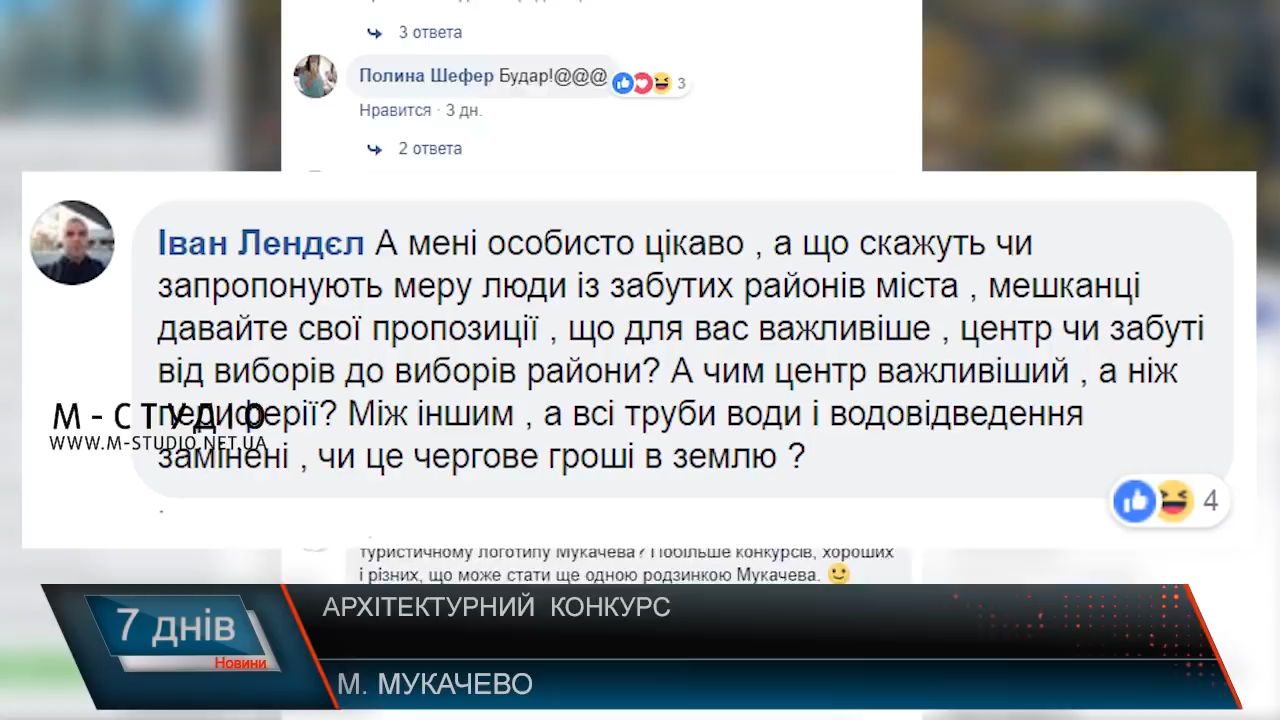 3 ответа
Полина Шефер Будар!@@@ 3
Нравится · 3 дн.
2 ответа
Іван Лендєл А мені особисто цікаво , а що скажуть чи
запропонують меру люди із забутих районів міста , мешканці
давайте свої пропозиції , що для вас важливіше , центр чи забуті
від виборів до виборів райони? А чим центр важливіший , а ніж
периферії? Між іншим , а всі труби води і водовідведення
замінені , чи це чергове гроші в землю ?
4
М-СТУДІО
WWW.M-STUDIO.NET.UA
туристичному логотипу Мукачева? Побільше конкурсів, хороших
і різних, що може стати ще одною родзинкою Мукачева.
7 днів
Новини
АРХІТЕКТУРНИЙ КОНКУРС
М. МУКАЧЕВО